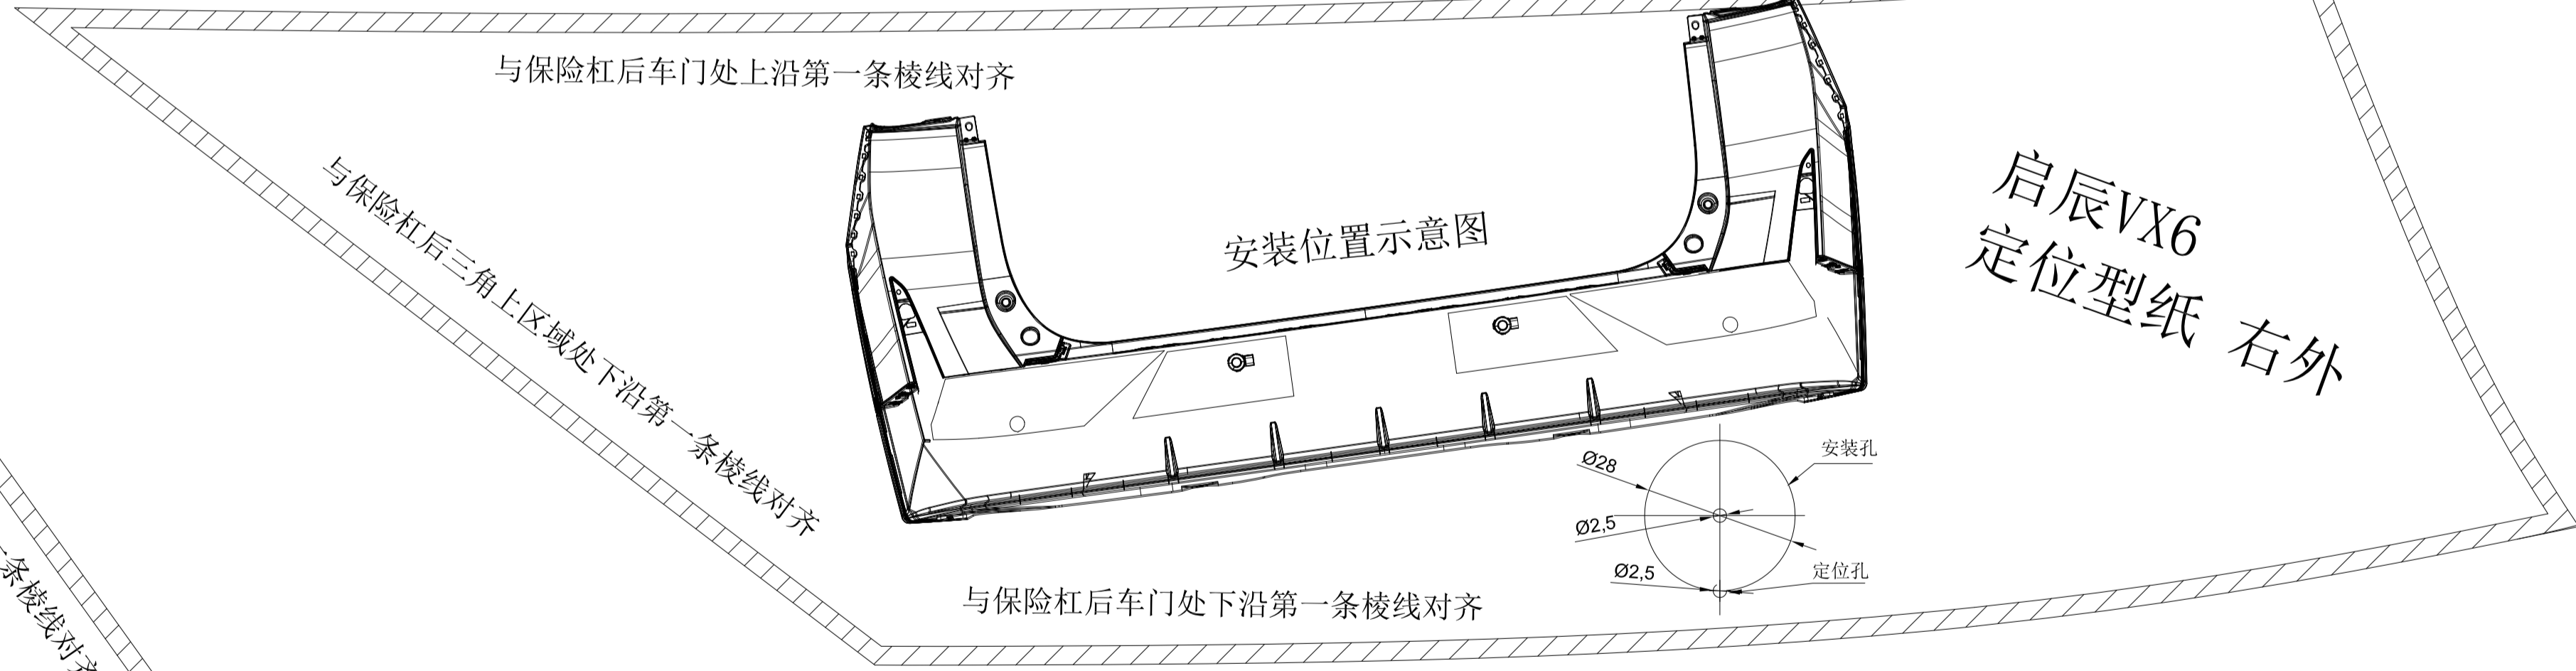 与保险杠后车门处上沿第一条棱线对齐
与保险杠后三角上区域处下沿第一条棱线对齐
安装位置示意图
启辰VX6
定位型纸 右外
安装孔
Ø28
Ø2,5
定位孔
Ø2,5
与保险杠后车门处下沿第一条棱线对齐
条棱线对齐